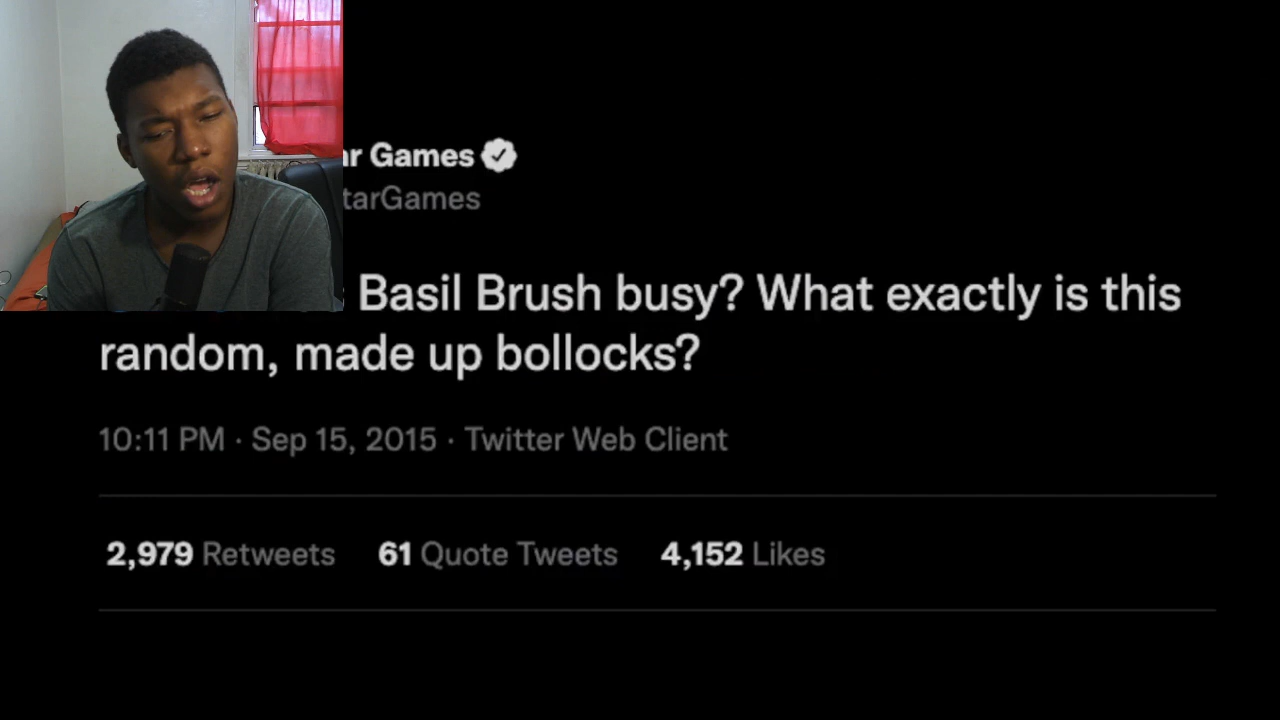 ar Games
tarGames
Basil Brush busy? What exactly is this
random, made up bollocks?
10:11 PM · Sep 15, 2015 · Twitter Web Client
2,979 Retweets 61 Quote Tweets 4,152 Likes